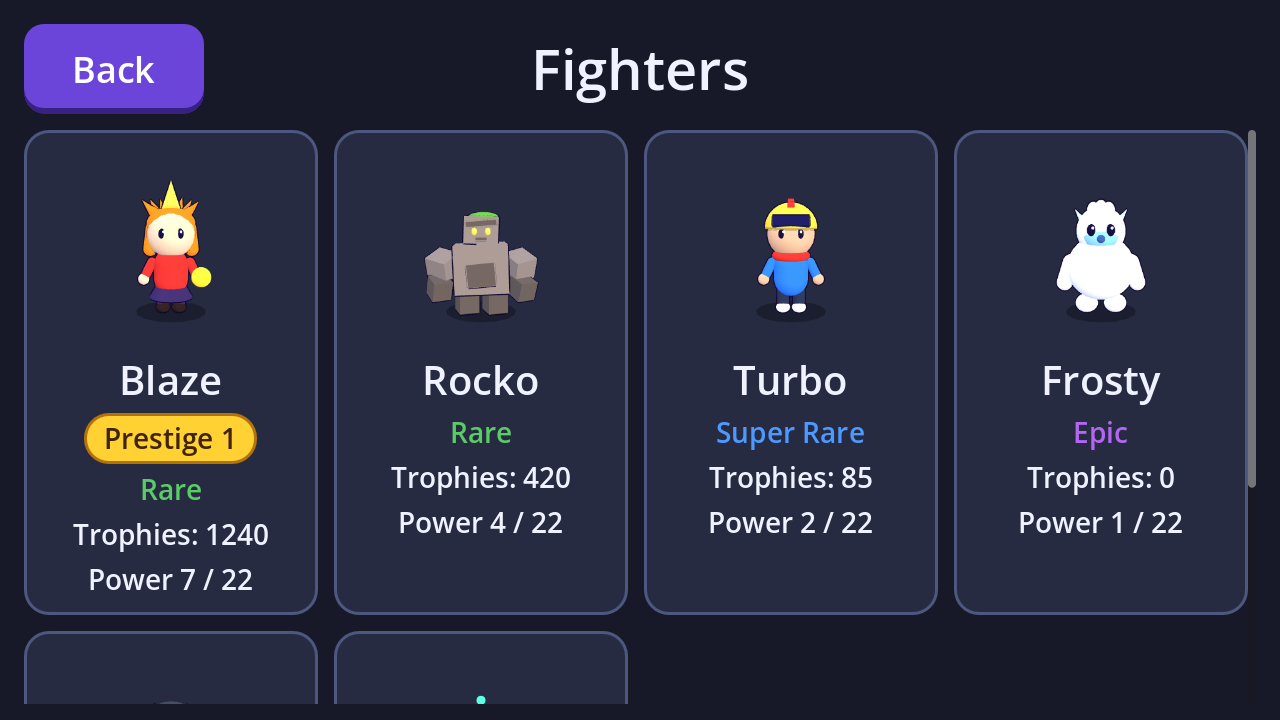 Back
Fighters
Blaze
Prestige 1
Rare
Trophies: 1240
Power 7 / 22
Rocko
Rare
Trophies: 420
Power 4 / 22
Turbo
Super Rare
Trophies: 85
Power 2 / 22
Frosty
Epic
Trophies: 0
Power 1 / 22